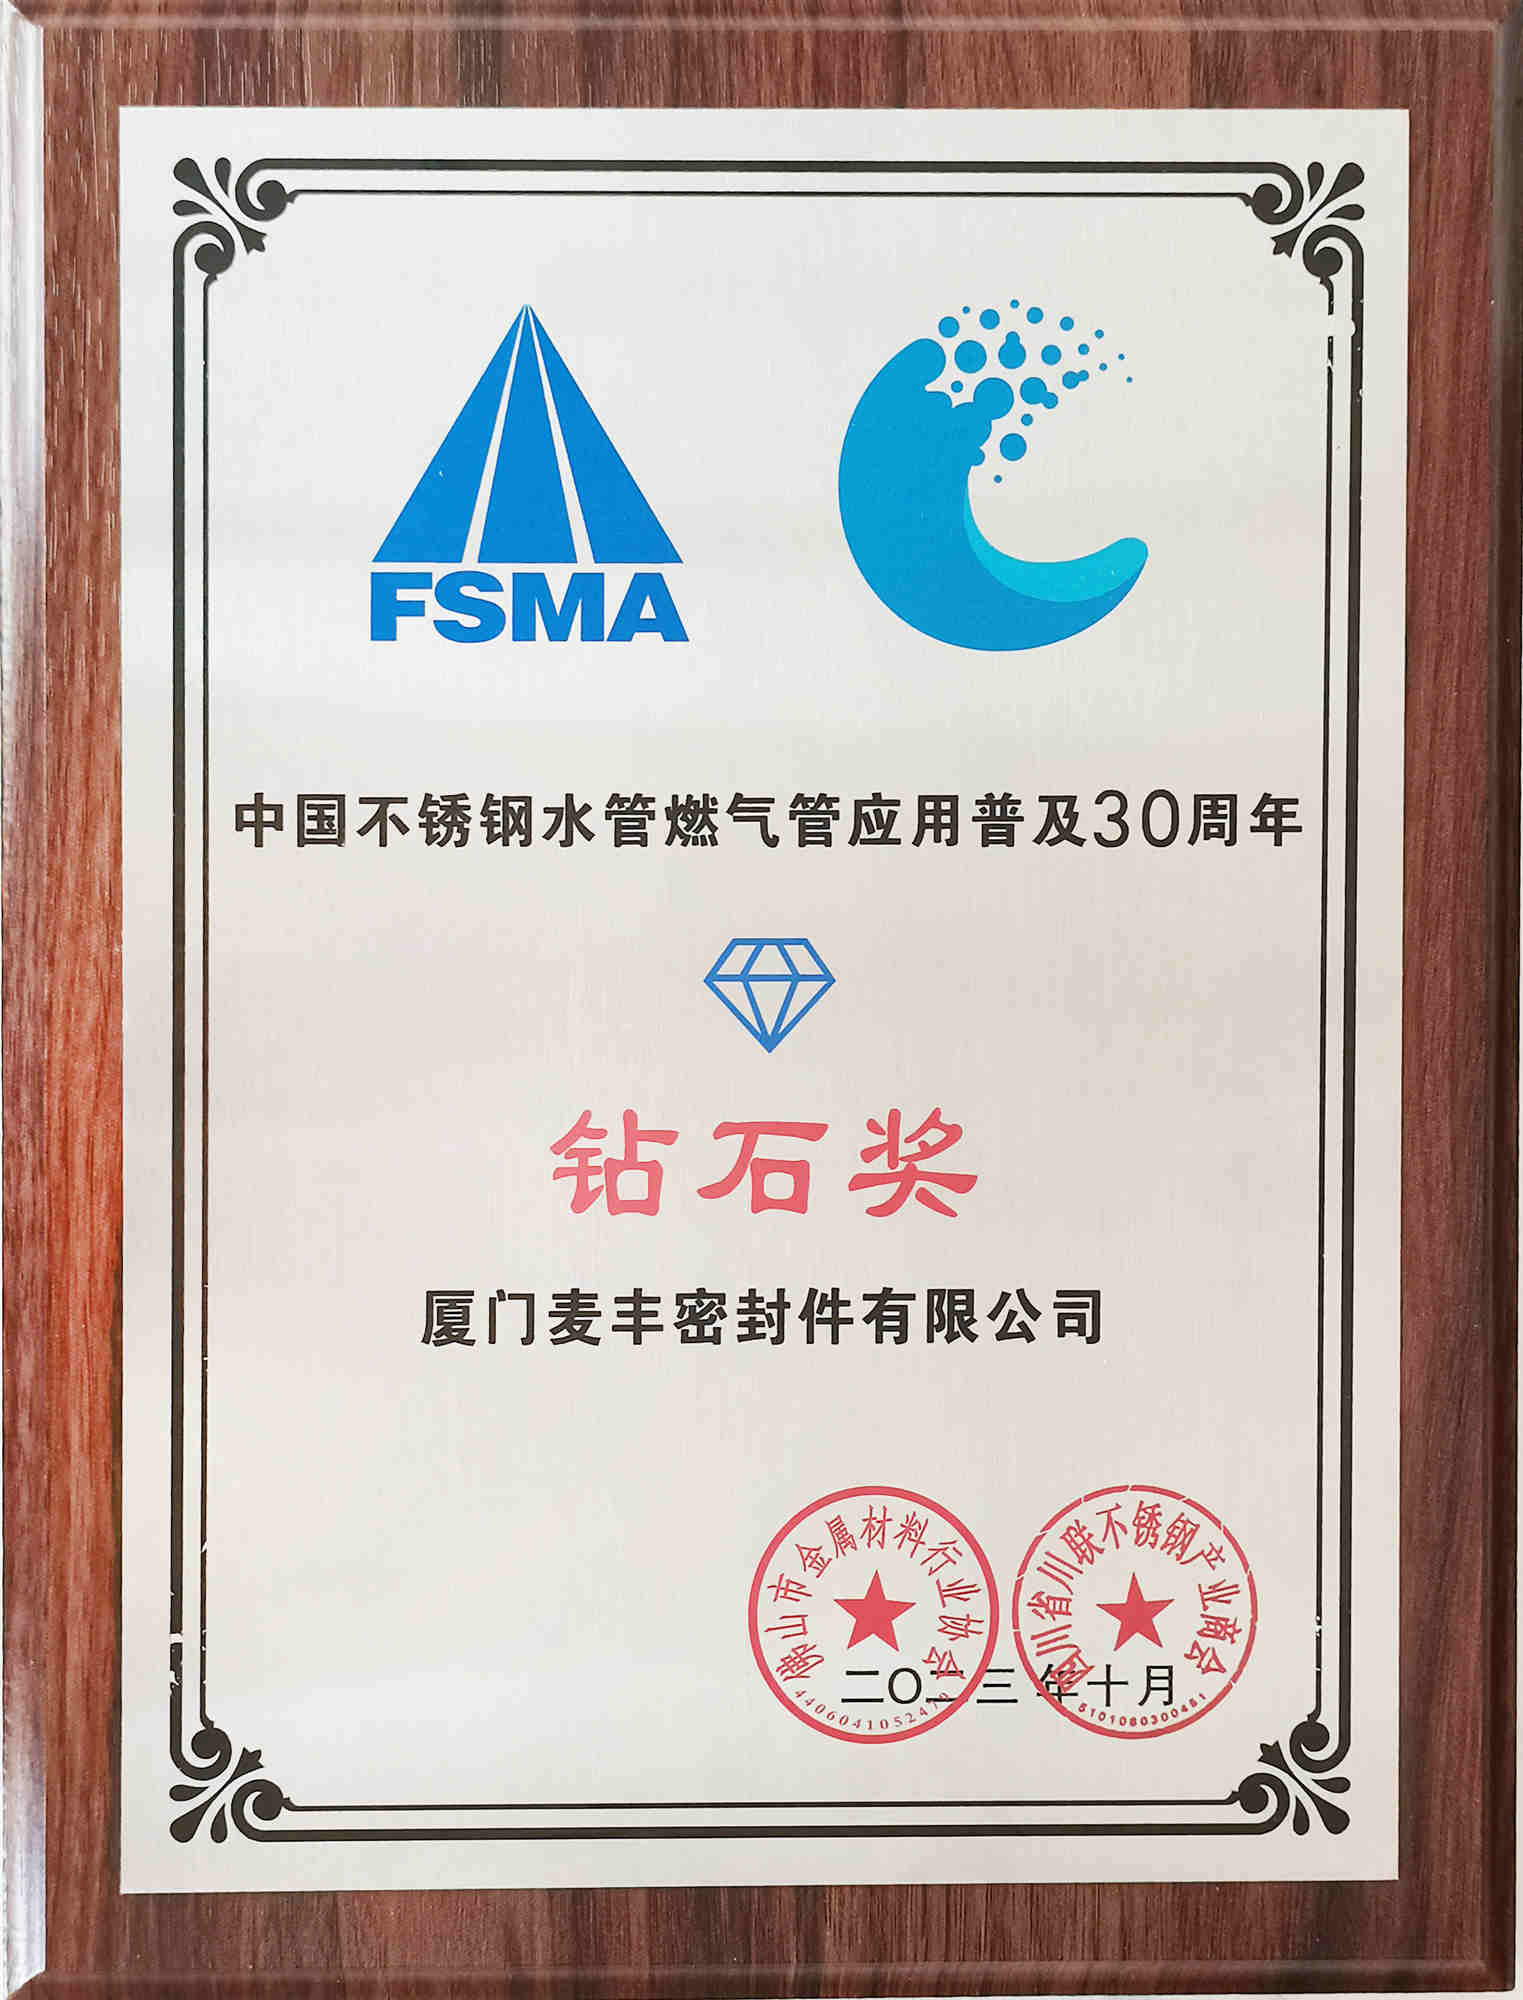 FSMA
中国不锈钢水管燃气管应用普及30周年
钻石奖
厦门麦丰密封件有限公司
佛山市金属材料行业协会
四川省川联不锈钢产业商会
二〇二三年十月
4406041052479
5101080300451